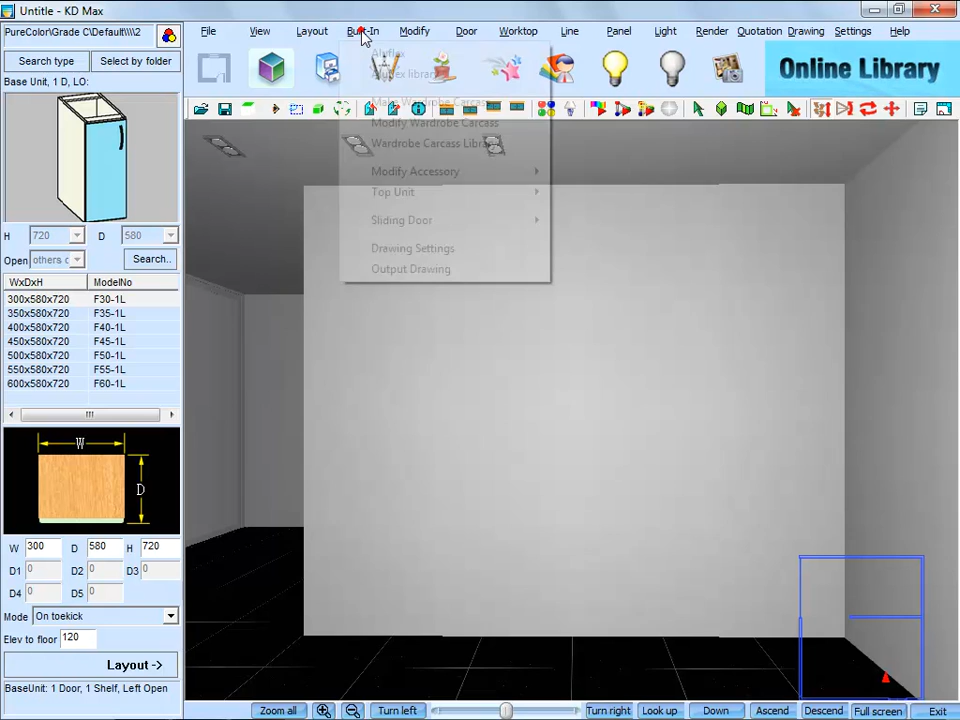 Untitle - KD Max
PureColor\Grade C\Default\\\\2
File View Layout Built-In Modify Door Worktop Line Light Panel Render Quotation Drawing Settings Help
Search type
Select by folder
Base Unit, 1 D, LO:
Online Library
Aluflex
Aluflex library
Make Wardrobe Carcass
Modify Wardrobe Carcass
Wardrobe Carcass Library
Modify Accessory
Top Unit
Sliding Door
Drawing Settings
Output Drawing
H 720 D 580
Open others c Search..
WxDxH ModelNo
300x580x720 F30-1L
350x580x720 F35-1L
400x580x720 F40-1L
450x580x720 F45-1L
500x580x720 F50-1L
550x580x720 F55-1L
600x580x720 F60-1L
W
D
W 300 D 580 H 720
D1 0 D2 0 D3 0
D4 0 D5 0
Mode On toekick
Elev to floor 120
Layout ->
BaseUnit: 1 Door, 1 Shelf, Left Open
Zoom all Turn left Turn right Look up Down Ascend Descend Full screen Exit